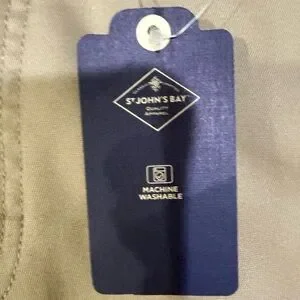 ST JOHN'S BAY
QUALITY
APPAREL
MACHINE
WASHABLE